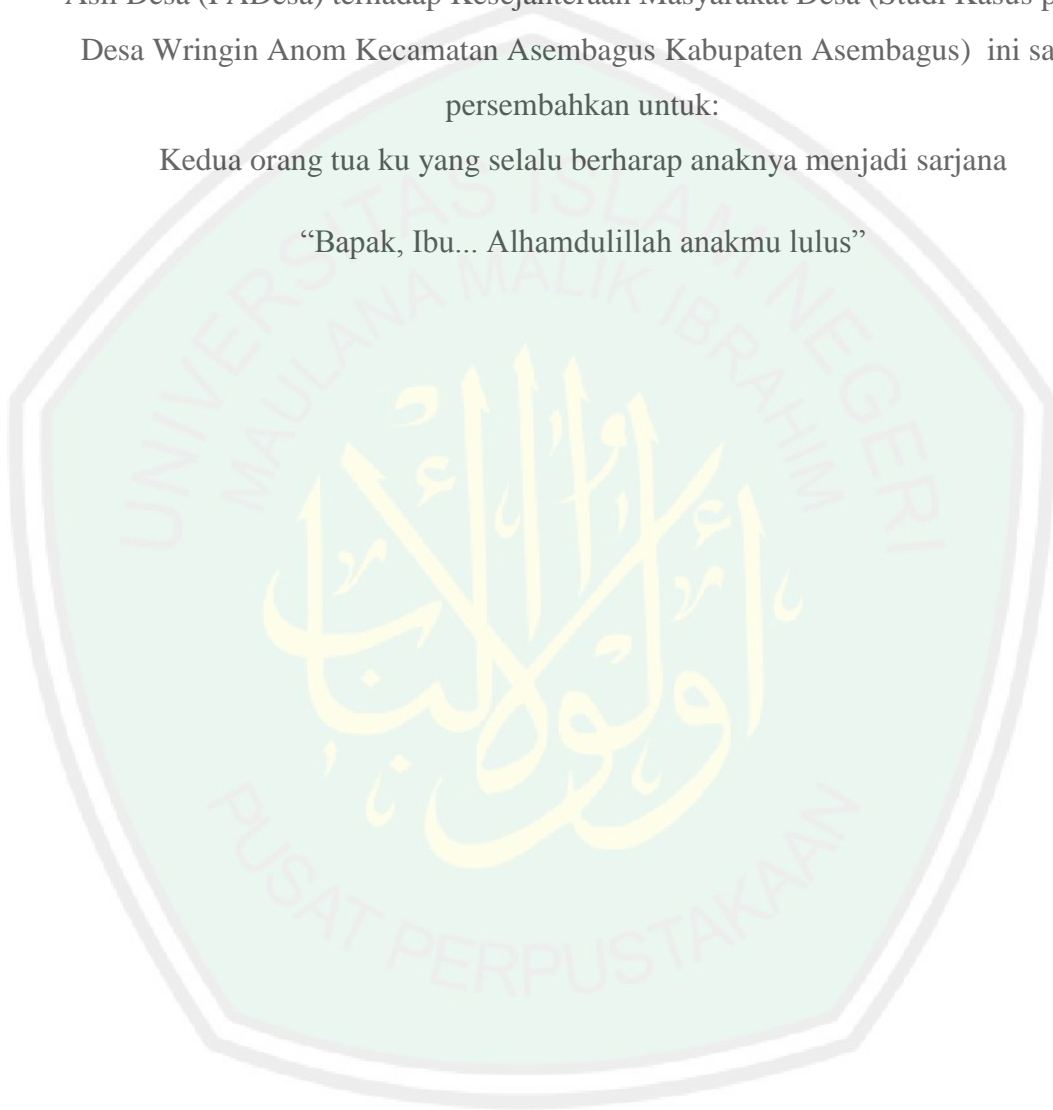 Asli Desa (PADesa) terhadap Kesejahteraan Masyarakat Desa (Studi Kasus p
Desa Wringin Anom Kecamatan Asembagus Kabupaten Asembagus) ini sa
persembahkan untuk:
Kedua orang tua ku yang selalu berharap anaknya menjadi sarjana
“Bapak, Ibu... Alhamdulillah anakmu lulus”
UNIVERSITAS ISLAM NEGERI
MAULANA MALIK IBRAHIM
أولوا الألباب
PUSAT PERPUSTAKAAN